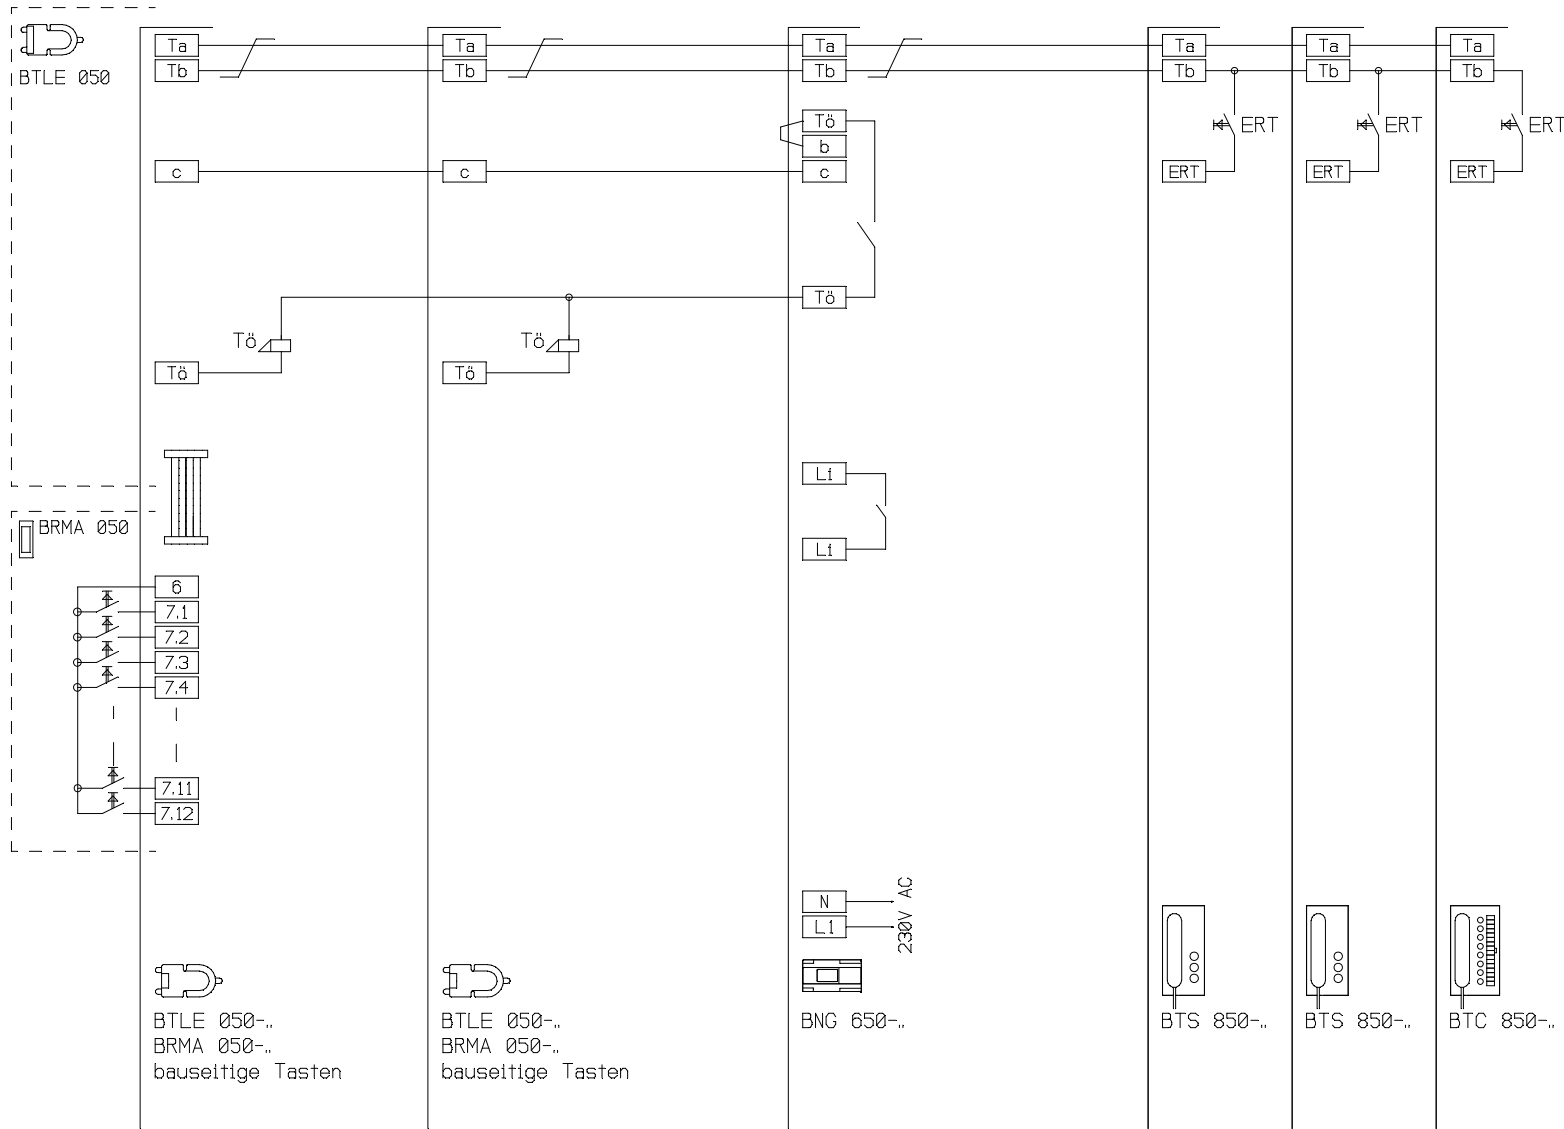 BTLE 050
Ta Ta Ta Ta Ta Ta
Tb Tb Tb Tb Tb Tb
Tö
b
ERT ERT ERT
c c c ERT ERT ERT
Tö
Tö Tö
Tö Tö
Li
BRMA 050
Li
6
7.1
7.2
7.3
7.4
7.11
7.12
N
L1
230V AC
BTLE 050-.. BTLE 050-.. BNG 650-.. BTS 850-.. BTS 850-.. BTC 850-..
BRMA 050-.. BRMA 050-..
bauseitige Tasten bauseitige Tasten